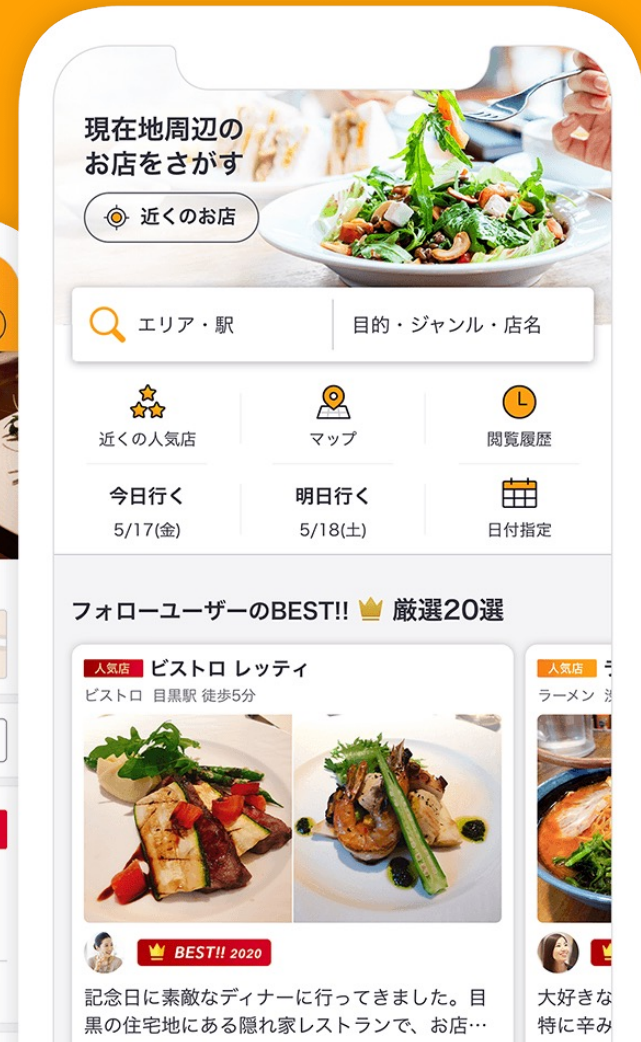 現在地周辺の
お店をさがす
近くのお店
エリア・駅
目的・ジャンル・店名
近くの人気店
マップ
閲覧履歴
今日行く
5/17(金)
明日行く
5/18(土)
日付指定
フォローユーザーのBEST!! 厳選20選
人気店 ビストロ レッティ
ビストロ 目黒駅 徒歩5分
BEST!! 2020
記念日に素敵なディナーに行ってきました。目
黒の住宅地にある隠れ家レストランで、お店…
人気店
ラーメン
大好きな
特に辛み